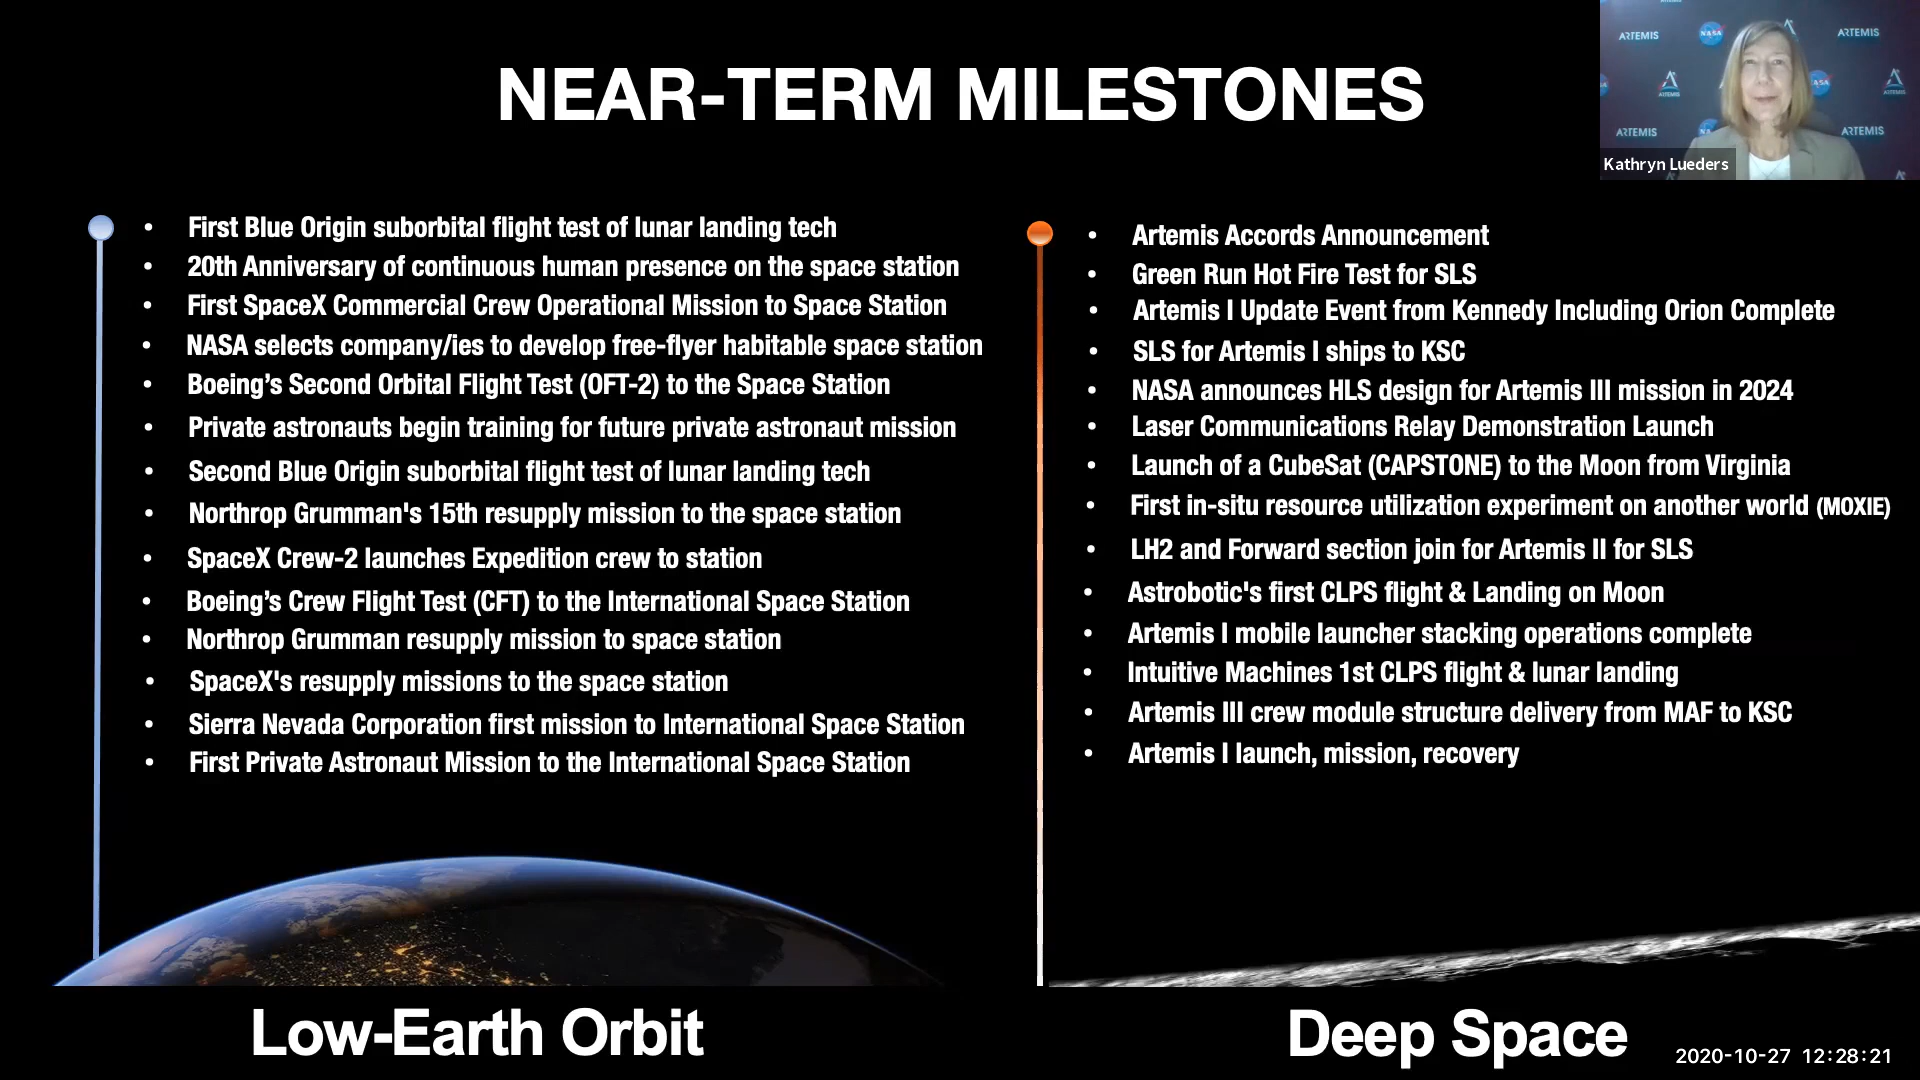 NEAR-TERM MILESTONES
ARTEMIS
NASA
ARTEMIS
ARTEMIS
ARTEMIS
ARTEMIS
ARTEMIS
Kathryn Lueders
• First Blue Origin suborbital flight test of lunar landing tech
• 20th Anniversary of continuous human presence on the space station
• First SpaceX Commercial Crew Operational Mission to Space Station
• NASA selects company/ies to develop free-flyer habitable space station
• Boeing’s Second Orbital Flight Test (OFT-2) to the Space Station
• Private astronauts begin training for future private astronaut mission
• Second Blue Origin suborbital flight test of lunar landing tech
• Northrop Grumman's 15th resupply mission to the space station
• SpaceX Crew-2 launches Expedition crew to station
• Boeing’s Crew Flight Test (CFT) to the International Space Station
• Northrop Grumman resupply mission to space station
• SpaceX's resupply missions to the space station
• Sierra Nevada Corporation first mission to International Space Station
• First Private Astronaut Mission to the International Space Station
Low-Earth Orbit
• Artemis Accords Announcement
• Green Run Hot Fire Test for SLS
• Artemis I Update Event from Kennedy Including Orion Complete
• SLS for Artemis I ships to KSC
• NASA announces HLS design for Artemis III mission in 2024
• Laser Communications Relay Demonstration Launch
• Launch of a CubeSat (CAPSTONE) to the Moon from Virginia
• First in-situ resource utilization experiment on another world (MOXIE)
• LH2 and Forward section join for Artemis II for SLS
• Astrobotic's first CLPS flight & Landing on Moon
• Artemis I mobile launcher stacking operations complete
• Intuitive Machines 1st CLPS flight & lunar landing
• Artemis III crew module structure delivery from MAF to KSC
• Artemis I launch, mission, recovery
Deep Space
2020-10-27 12:28:21